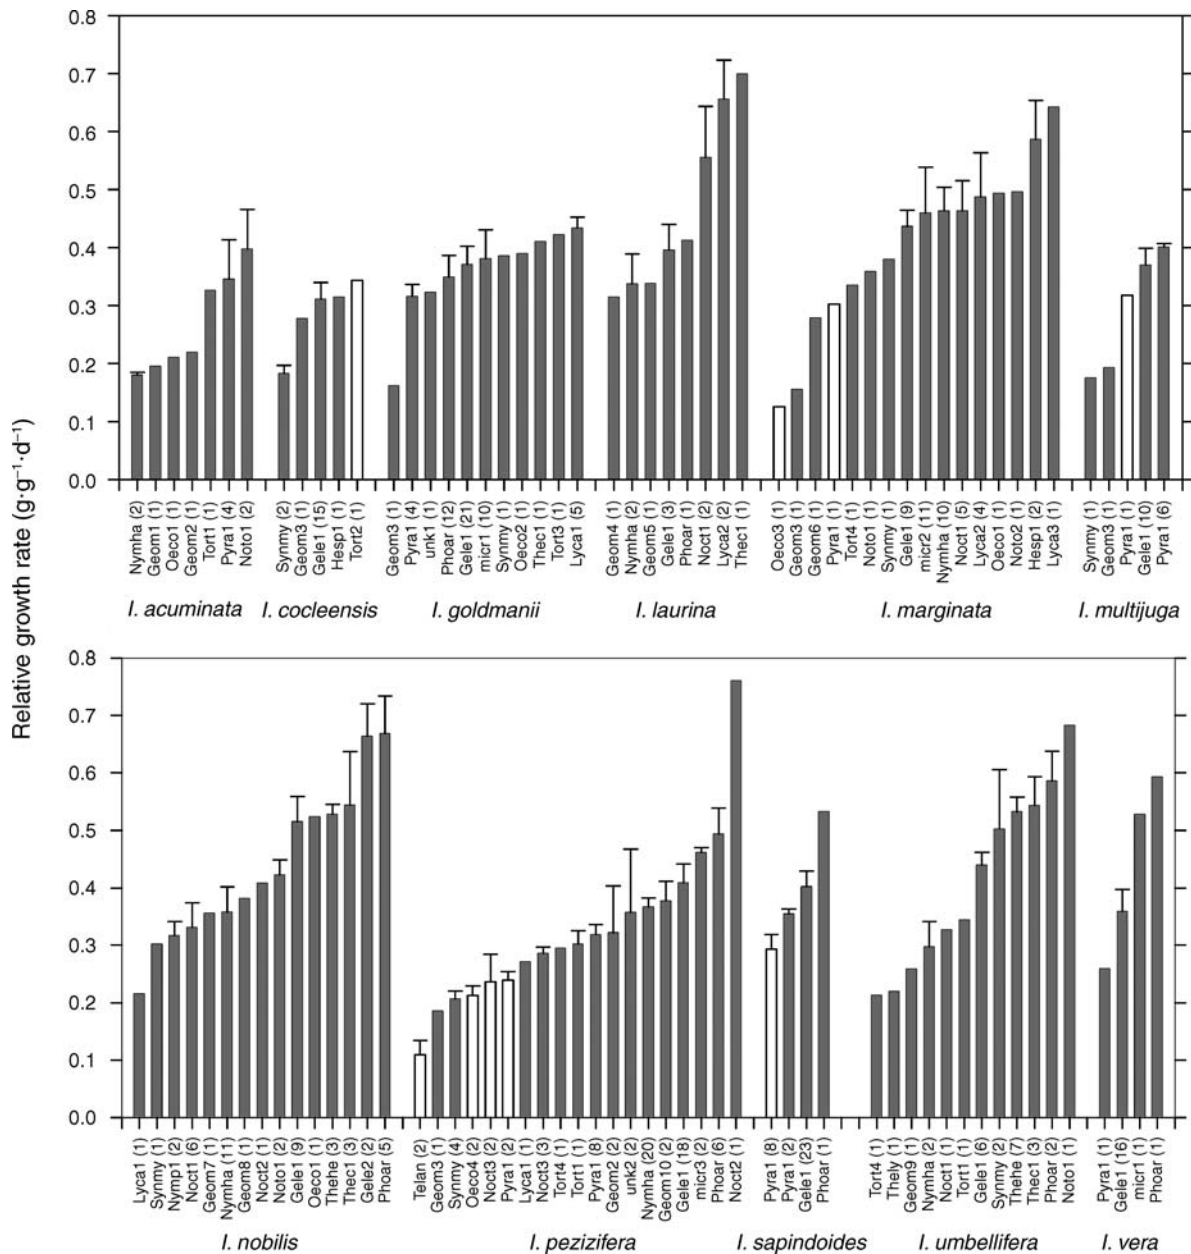 Relative growth rate (g·g⁻¹·d⁻¹)
0.8
0.7
0.6
0.5
0.4
0.3
0.2
0.1
0.0
Nymha (2)
Geom1 (1)
Oeco1 (1)
Geom2 (1)
Tort1 (1)
Pyra1 (4)
Noto1 (2)
Synmy (2)
Geom3 (1)
Gele1 (15)
Hesp1 (1)
Tort2 (1)
Geom3 (1)
Pyra1 (4)
unk1 (1)
Phoar (12)
Gele1 (21)
micr1 (10)
Synmy (1)
Oeco2 (1)
Thec1 (1)
Tort3 (1)
Lyca1 (5)
Geom4 (1)
Nymha (2)
Geom5 (1)
Gele1 (3)
Phoar (1)
Noct1 (2)
Lyca2 (2)
Thec1 (1)
Oeco3 (1)
Geom3 (1)
Geom6 (1)
Pyra1 (1)
Tort4 (1)
Noto1 (1)
Synmy (1)
Gele1 (9)
micr2 (11)
Nymha (10)
Noct1 (5)
Lyca2 (4)
Oeco1 (1)
Noto2 (1)
Hesp1 (2)
Lyca3 (1)
Synmy (1)
Geom3 (1)
Pyra1 (1)
Gele1 (10)
Pyra1 (6)
I. acuminata I. cocleensis I. goldmanii I. laurina I. marginata I. multijuga
0.8
0.7
0.6
0.5
0.4
0.3
0.2
0.1
0.0
Lyca1 (1)
Synmy (1)
Nymp1 (2)
Noct1 (6)
Geom7 (1)
Nymha (11)
Geom8 (1)
Noct2 (1)
Noto1 (2)
Gele1 (9)
Oeco1 (1)
Thehe (3)
Thec1 (3)
Gele2 (2)
Phoar (5)
Telan (2)
Geom3 (1)
Synmy (4)
Oeco4 (2)
Noct3 (2)
Pyra1 (2)
Lyca1 (1)
Noct3 (3)
Tort4 (1)
Tort1 (1)
Pyra1 (8)
Geom2 (2)
unk2 (2)
Nymha (20)
Geom10 (2)
Gele1 (18)
micr3 (2)
Phoar (6)
Noct2 (1)
Pyra1 (8)
Pyra1 (2)
Gele1 (23)
Phoar (1)
Tort4 (1)
Thely (1)
Geom9 (1)
Nymha (2)
Noct1 (1)
Tort1 (1)
Gele1 (6)
Synmy (2)
Thehe (7)
Thec1 (3)
Phoar (2)
Noto1 (1)
Pyra1 (1)
Gele1 (16)
micr1 (1)
Phoar (1)
I. nobilis I. pezizifera I. sapindoides I. umbellifera I. vera